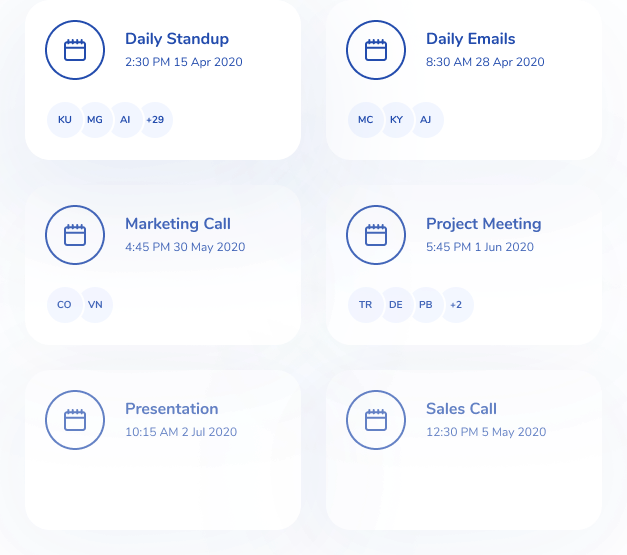 Daily Standup
2:30 PM 15 Apr 2020
KU MG AI +29
Daily Emails
8:30 AM 28 Apr 2020
MC KY AJ
Marketing Call
4:45 PM 30 May 2020
CO VN
Project Meeting
5:45 PM 1 Jun 2020
TR DE PB +2
Presentation
10:15 AM 2 Jul 2020
Sales Call
12:30 PM 5 May 2020